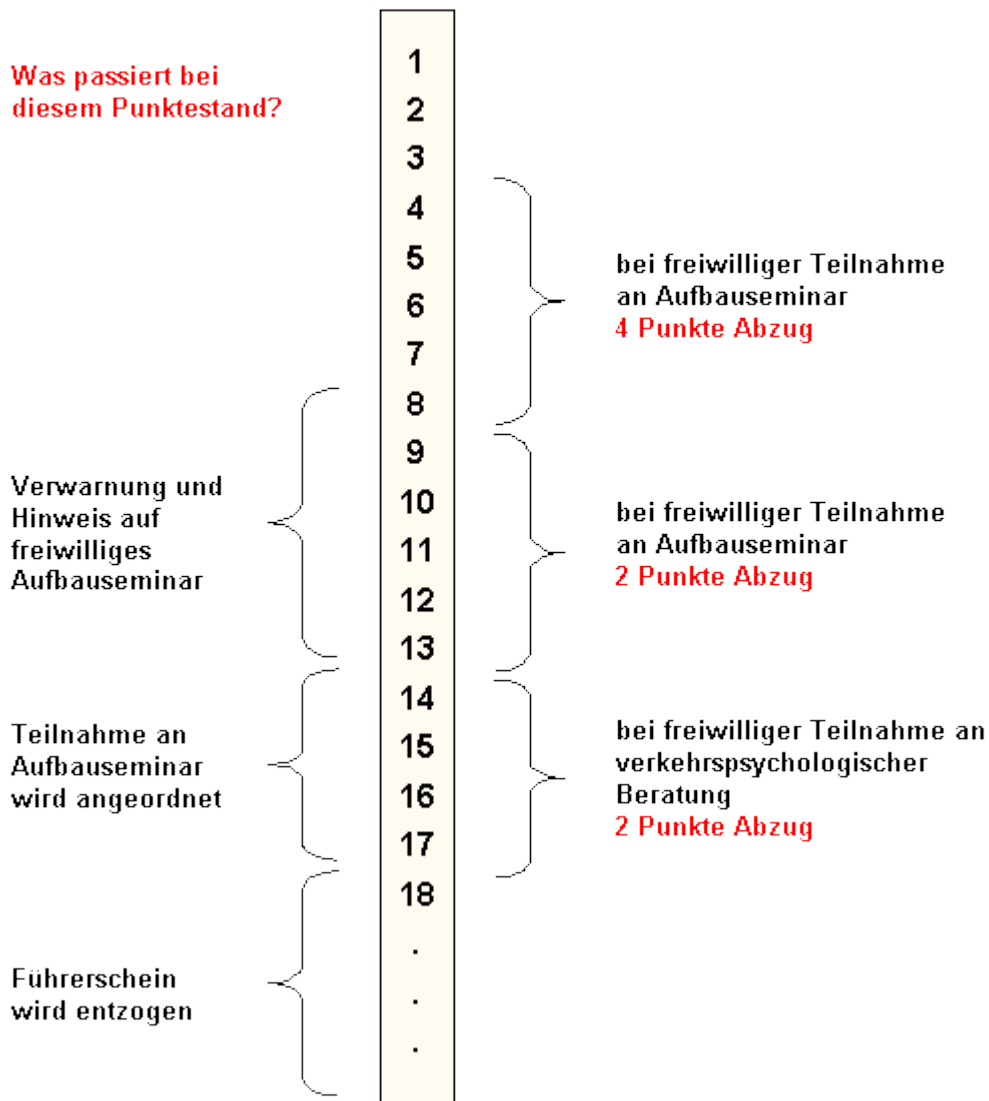 Was passiert bei
diesem Punktestand?
1
2
3
4
5
6
7
8
9
10
11
12
13
14
15
16
17
18
.
.
.
Verwarnung und
Hinweis auf
freiwilliges
Aufbauseminar
Teilnahme an
Aufbauseminar
wird angeordnet
Führerschein
wird entzogen
bei freiwilliger Teilnahme
an Aufbauseminar
4 Punkte Abzug
bei freiwilliger Teilnahme
an Aufbauseminar
2 Punkte Abzug
bei freiwilliger Teilnahme an
verkehrspsychologischer
Beratung
2 Punkte Abzug